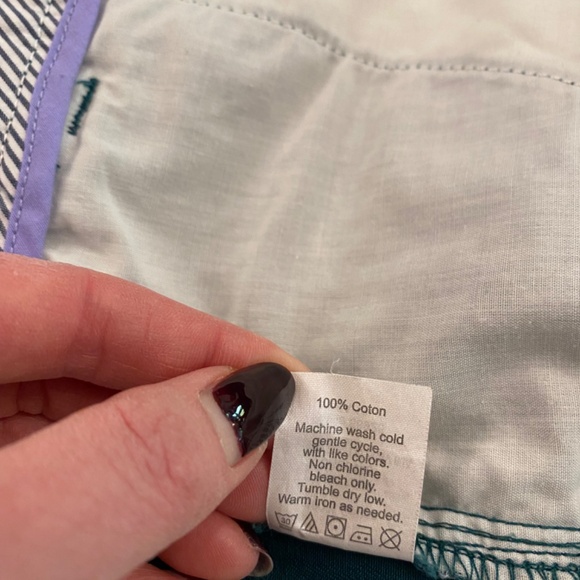 100% Coton
Machine wash cold
gentle cycle,
with like colors.
Non chlorine
bleach only.
Tumble dry low.
Warm iron as needed.
30